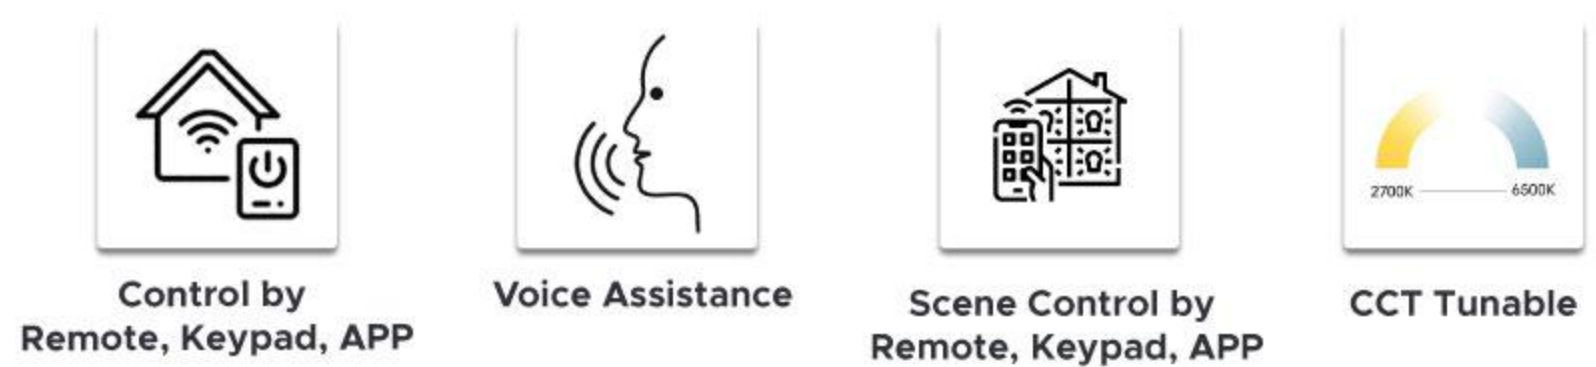 Control by
Remote, Keypad, APP
Voice Assistance
Scene Control by
Remote, Keypad, APP
2700K
6500K
CCT Tunable